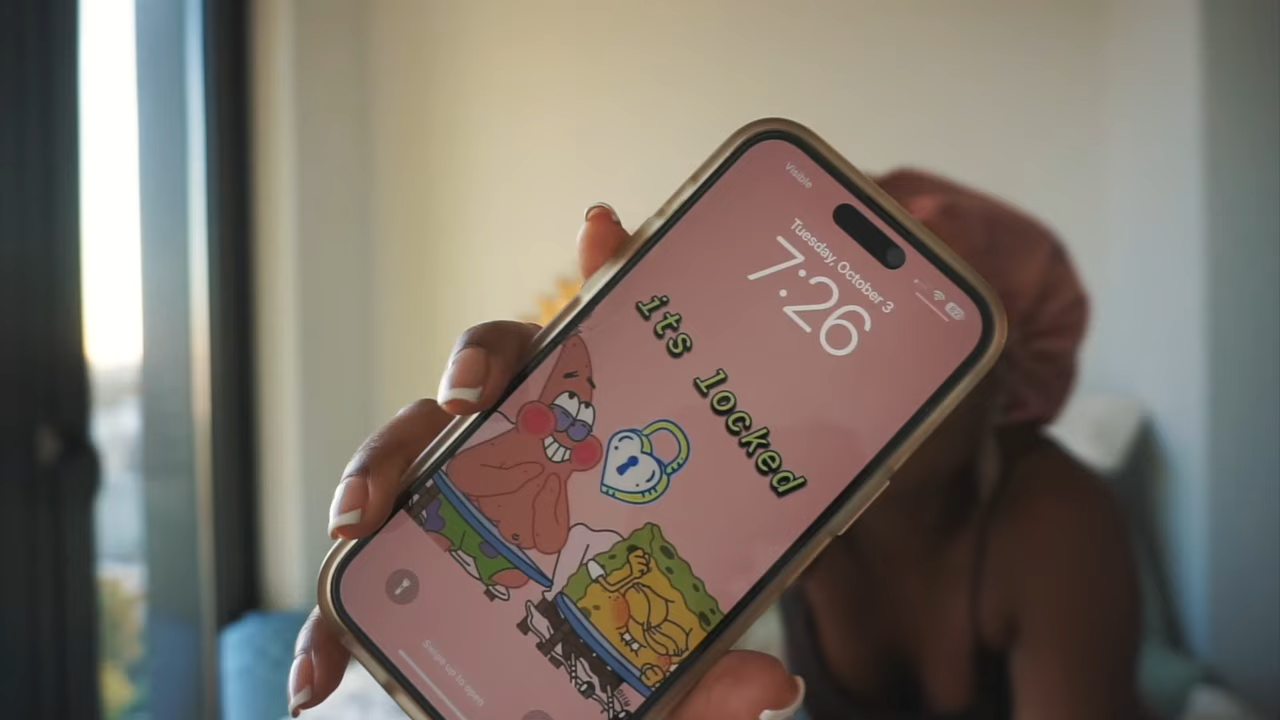 Visible
Tuesday, October 3
7:26
its locked
Swipe up to open